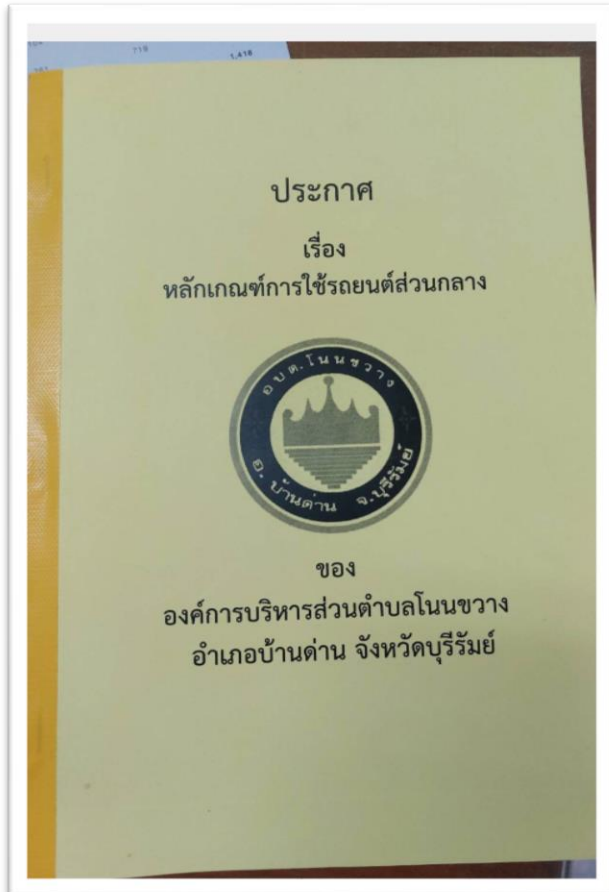 718
1,418
ประกาศ
เรื่อง
หลักเกณฑ์การใช้รถยนต์ส่วนกลาง
อบต.โนนขวาง
อ.บ้านด่าน จ.บุรีรัมย์
ของ
องค์การบริหารส่วนตำบลโนนขวาง
อำเภอบ้านด่าน จังหวัดบุรีรัมย์